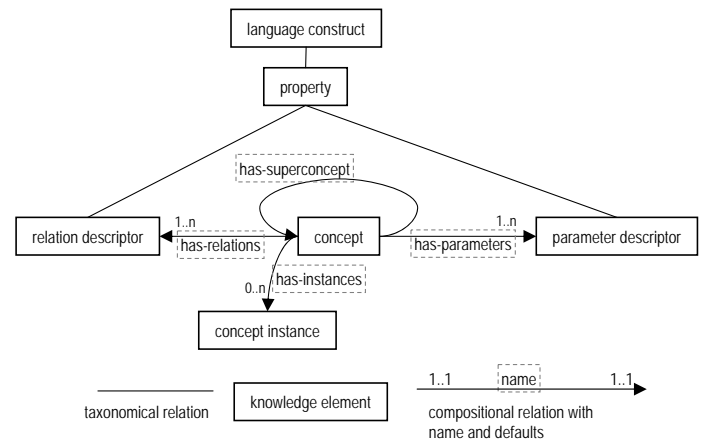 language construct
property
has-superconcept
relation descriptor
1..n
has-relations
concept
1..n
has-parameters
parameter descriptor
has-instances
0..n
concept instance
taxonomical relation
knowledge element
1..1 name 1..1
compositional relation with
name and defaults